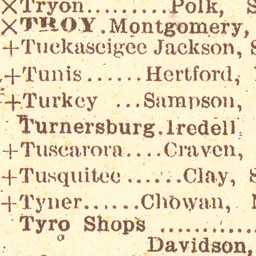 ×Tryon.........Polk, S
×TROY.Montgomery,
+Tuckaseigee Jackson, S
+Tunis......Hertford,
+Turkey ...Sampson,
Turnersburg.Iredell
+Tuscarora....Craven,
+Tusquitee......Clay, S
+Tyner......Chowan,
Tyro Shops ............
Davidson,